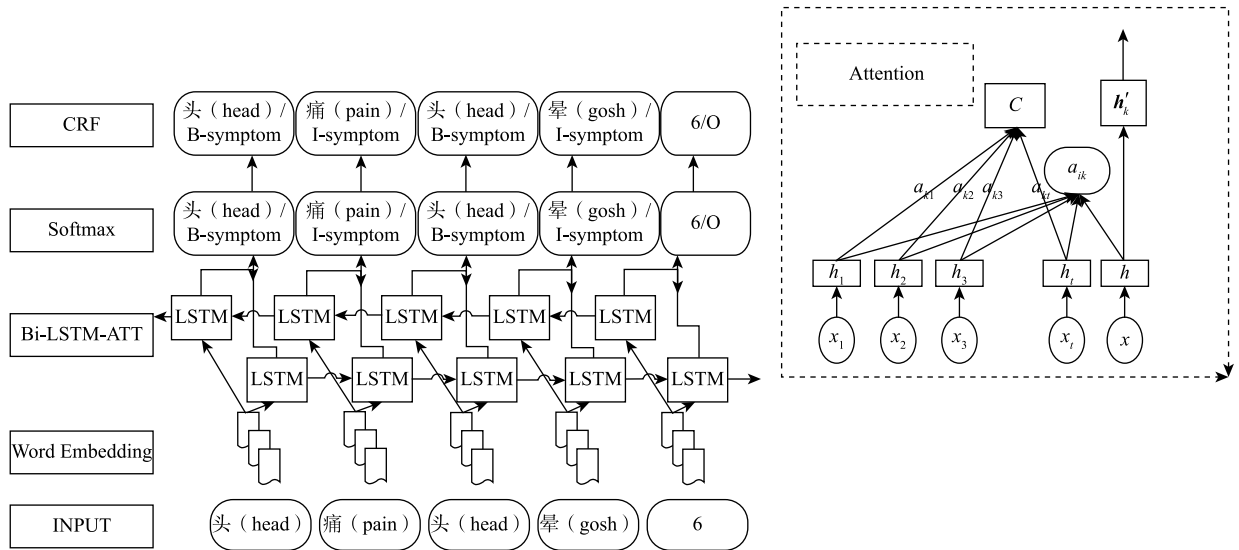 CRF
头（head）/
B-symptom
痛（pain）/
I-symptom
头（head）/
B-symptom
晕（gosh）/
I-symptom
6/O
Softmax
头（head）/
B-symptom
痛（pain）/
I-symptom
头（head）/
B-symptom
晕（gosh）/
I-symptom
6/O
Bi-LSTM-ATT
LSTM
LSTM
LSTM
LSTM
LSTM
LSTM
LSTM
LSTM
LSTM
LSTM
Word Embedding
INPUT
头（head）
痛（pain）
头（head）
晕（gosh）
6
Attention
C
h′k
aik
ak1
ak2
ak3
akt
h1
h2
h3
ht
h
x1
x2
x3
xt
x